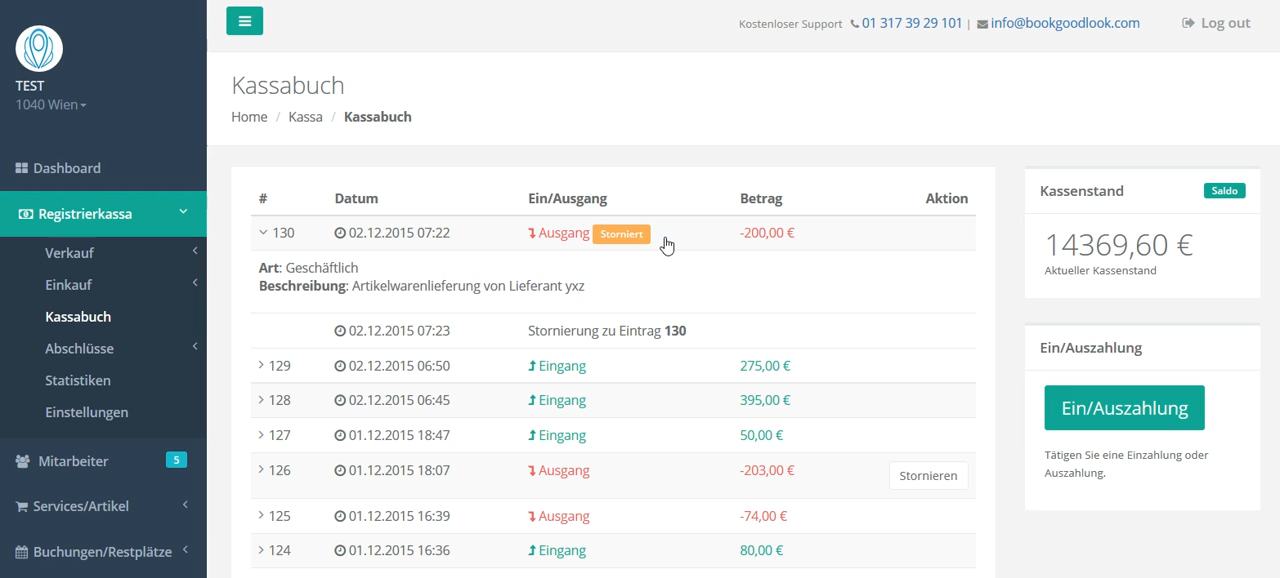 Kostenloser Support 01 317 39 29 101 | info@bookgoodlook.com Log out
TEST
1040 Wien
Dashboard
Registrierkassa
Verkauf
Einkauf
Kassabuch
Abschlüsse
Statistiken
Einstellungen
Mitarbeiter 5
Services/Artikel
Buchungen/Restplätze
Kassabuch
Home / Kassa / Kassabuch
# Datum Ein/Ausgang Betrag Aktion
130 02.12.2015 07:22 Ausgang Storniert -200,00 €
Art: Geschäftlich
Beschreibung: Artikelwarenlieferung von Lieferant yxz
02.12.2015 07:23 Stornierung zu Eintrag 130
129 02.12.2015 06:50 Eingang 275,00 €
128 02.12.2015 06:45 Eingang 395,00 €
127 01.12.2015 18:47 Eingang 50,00 €
126 01.12.2015 18:07 Ausgang -203,00 € Stornieren
125 01.12.2015 16:39 Ausgang -74,00 €
124 01.12.2015 16:36 Eingang 80,00 €
Kassenstand Saldo
14369,60 €
Aktueller Kassenstand
Ein/Auszahlung
Ein/Auszahlung
Tätigen Sie eine Einzahlung oder
Auszahlung.